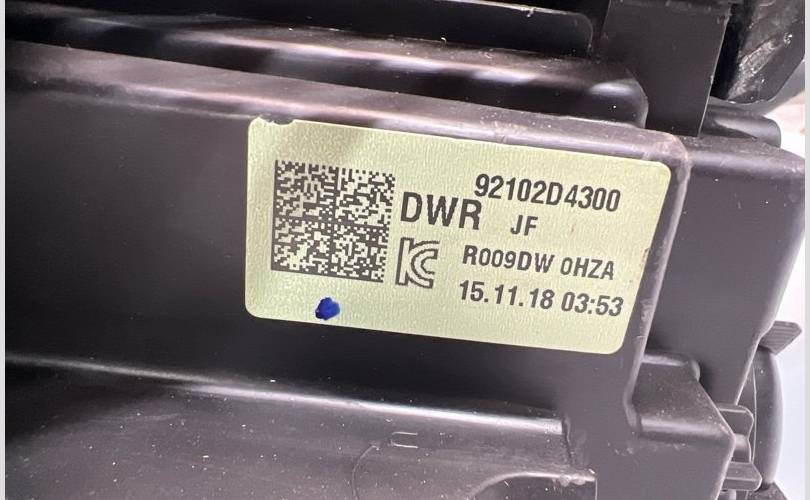 92102D4300
DWR JF
R009DW 0HZA
15.11.18 03:53